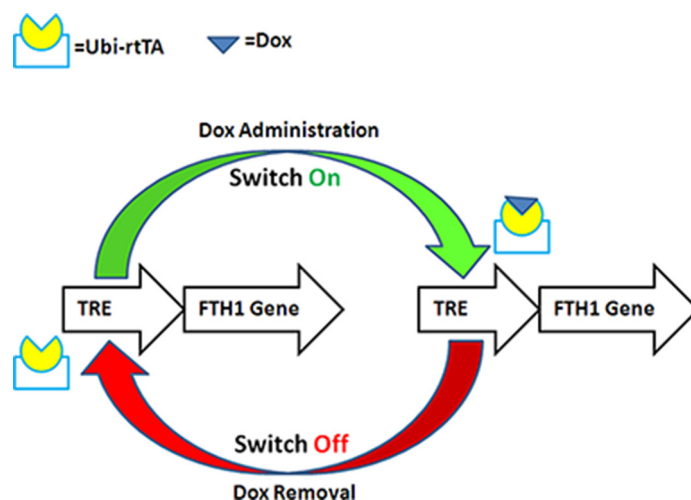 =Ubi-rtTA
=Dox
Dox Administration
Switch On
TRE
FTH1 Gene
TRE
FTH1 Gene
Switch Off
Dox Removal